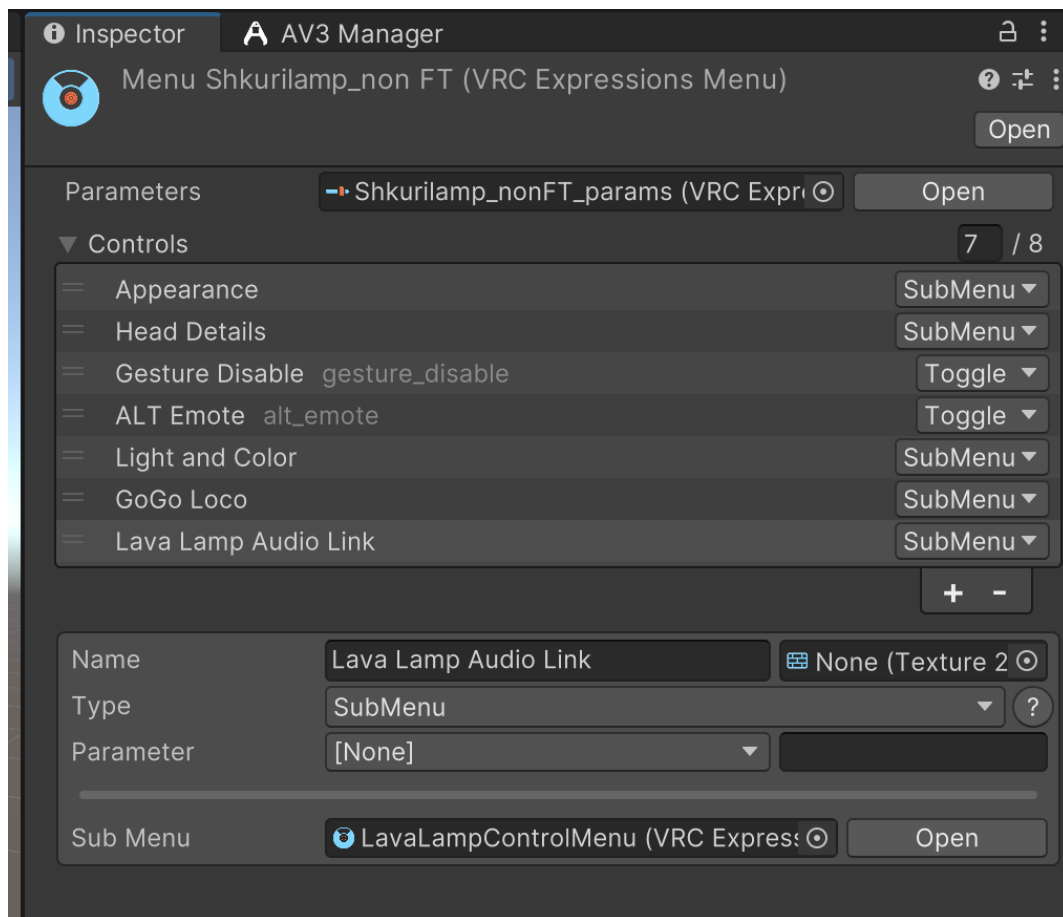 Inspector AV3 Manager
Menu Shkurilamp_non FT (VRC Expressions Menu)
Open
Parameters Shkurilamp_nonFT_params (VRC Expr Open
Controls 7 / 8
Appearance SubMenu
Head Details SubMenu
Gesture Disable gesture_disable Toggle
ALT Emote alt_emote Toggle
Light and Color SubMenu
GoGo Loco SubMenu
Lava Lamp Audio Link SubMenu
+ -
Name Lava Lamp Audio Link None (Texture 2
Type SubMenu ?
Parameter [None]
Sub Menu LavaLampControlMenu (VRC Express Open